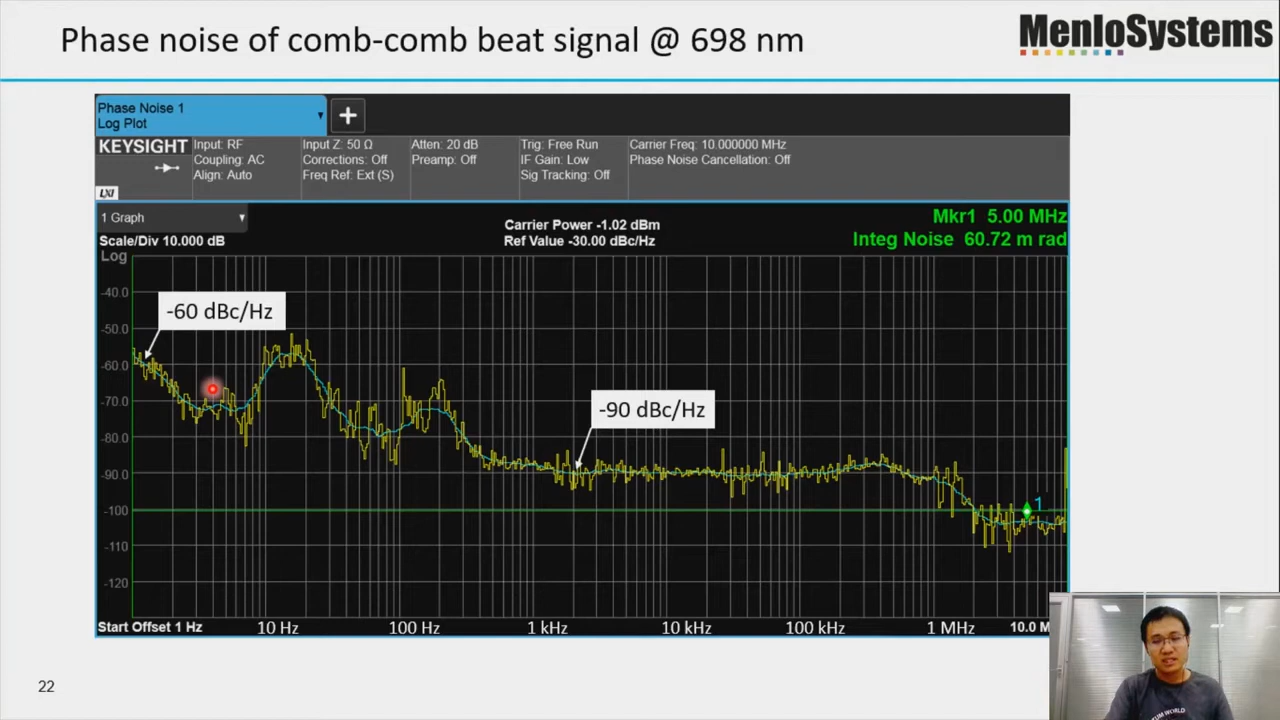 Phase noise of comb-comb beat signal @ 698 nm
MenloSystems
Phase Noise 1
Log Plot
+
KEYSIGHT
LXI
Input: RF
Coupling: AC
Align: Auto
Input Z: 50 Ω
Corrections: Off
Freq Ref: Ext (S)
Atten: 20 dB
Preamp: Off
Trig: Free Run
IF Gain: Low
Sig Tracking: Off
Carrier Freq: 10.000000 MHz
Phase Noise Cancellation: Off
1 Graph
Scale/Div 10.000 dB
Log
Carrier Power -1.02 dBm
Ref Value -30.00 dBc/Hz
Mkr1 5.00 MHz
Integ Noise 60.72 m rad
-40.0
-50.0
-60.0
-70.0
-80.0
-90.0
-100
-110
-120
-60 dBc/Hz
-90 dBc/Hz
1
Start Offset 1 Hz
10 Hz
100 Hz
1 kHz
10 kHz
100 kHz
1 MHz
10.0 M
22